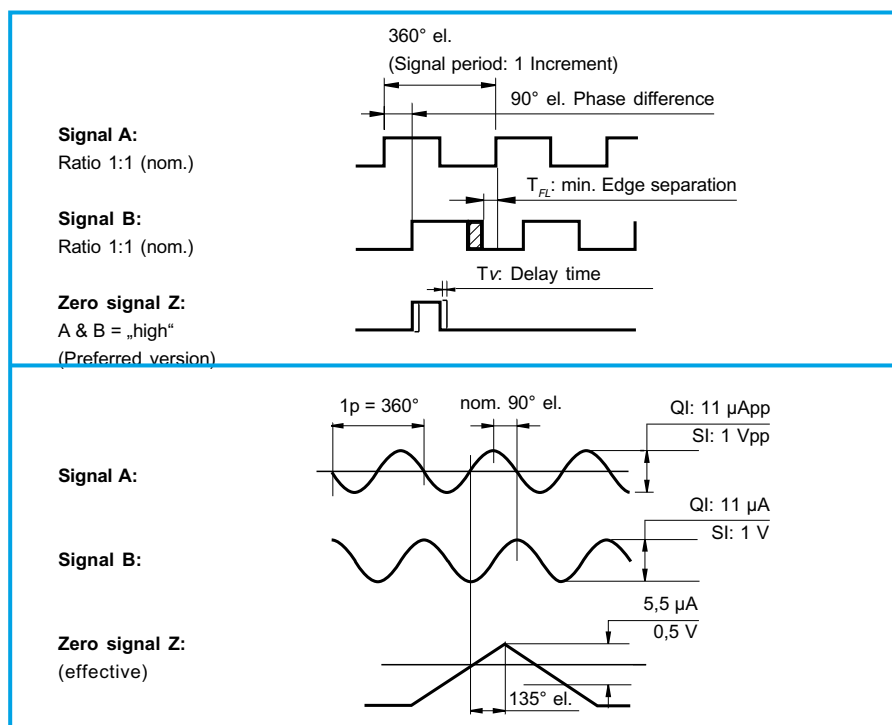 360° el.
(Signal period: 1 Increment)
90° el. Phase difference
Signal A:
Ratio 1:1 (nom.)
T FL: min. Edge separation
Signal B:
Ratio 1:1 (nom.)
Tv: Delay time
Zero signal Z:
A & B = „high“
(Preferred version)
1p = 360°
nom. 90° el.
QI: 11 µApp
SI: 1 Vpp
Signal A:
QI: 11 µA
SI: 1 V
Signal B:
5,5 µA
0,5 V
Zero signal Z:
(effective)
135° el.